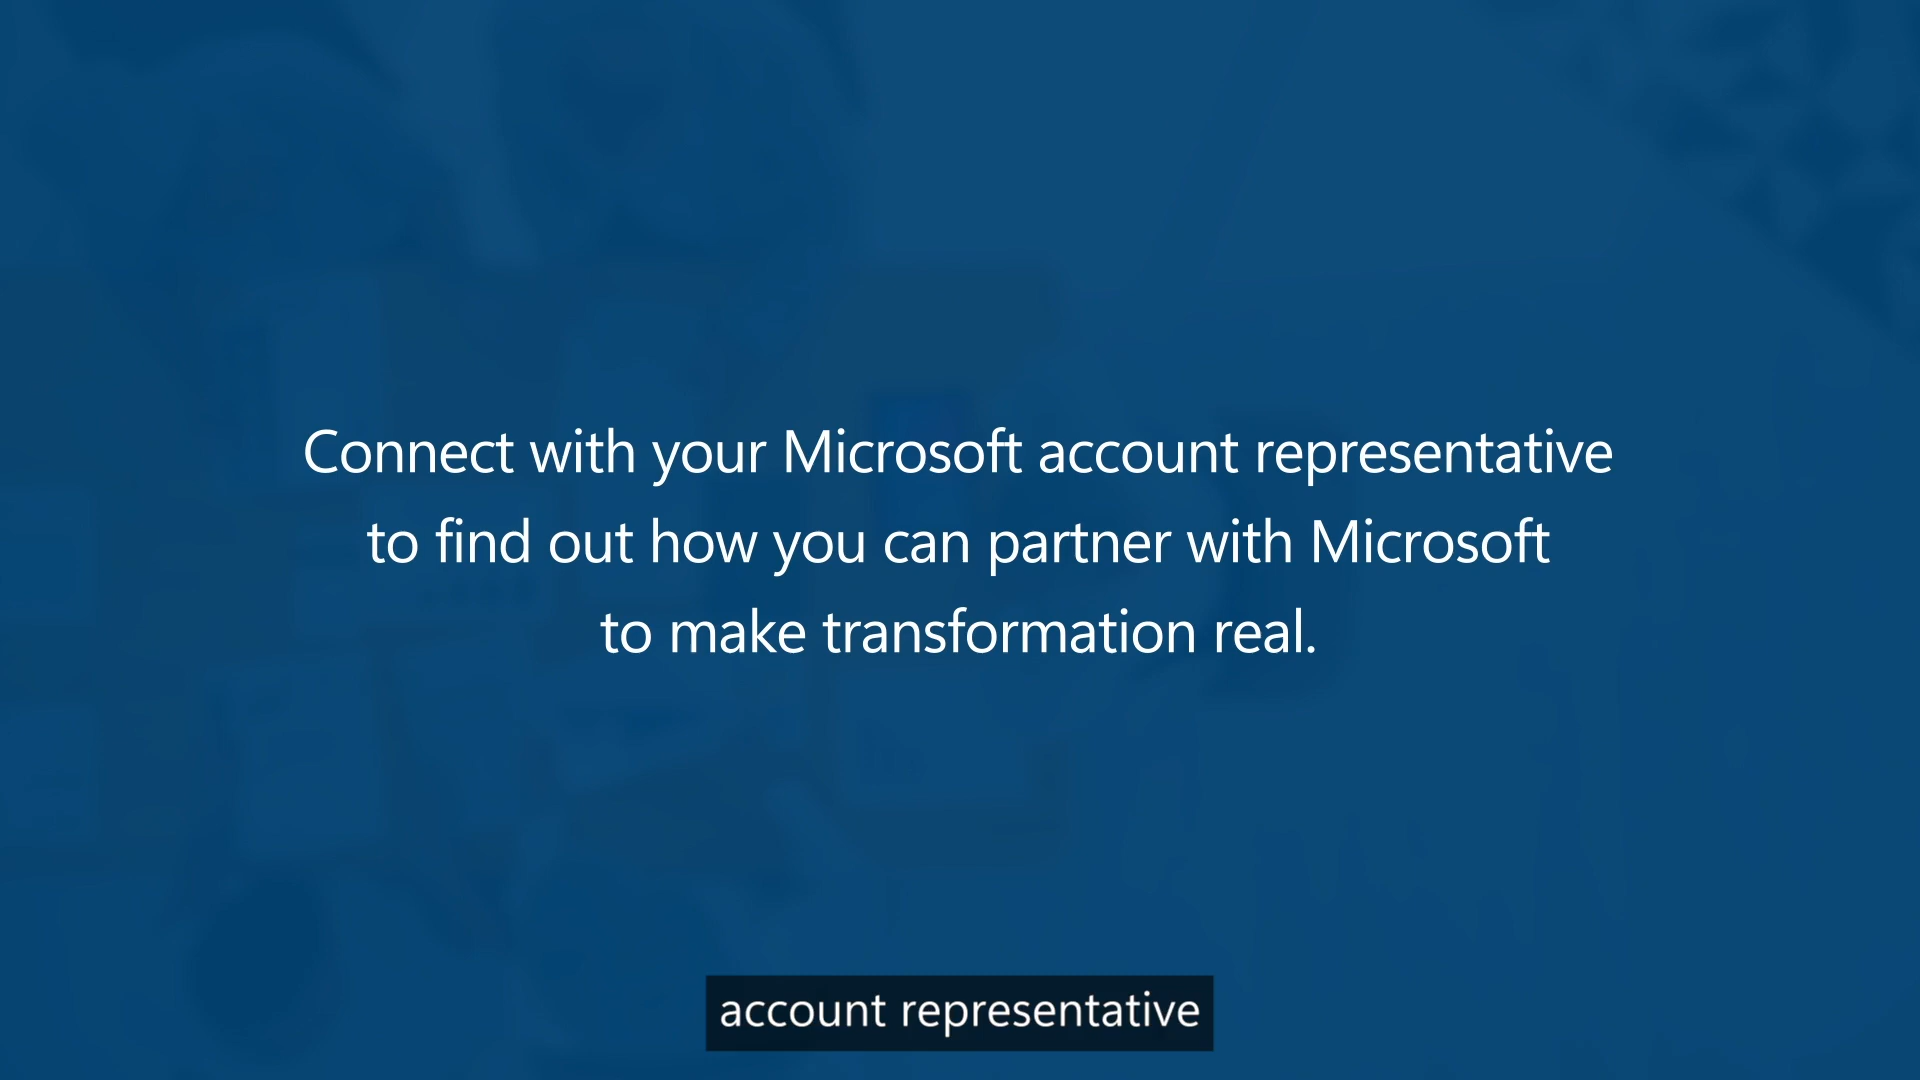 Connect with your Microsoft account representative
to find out how you can partner with Microsoft
to make transformation real.
account representative